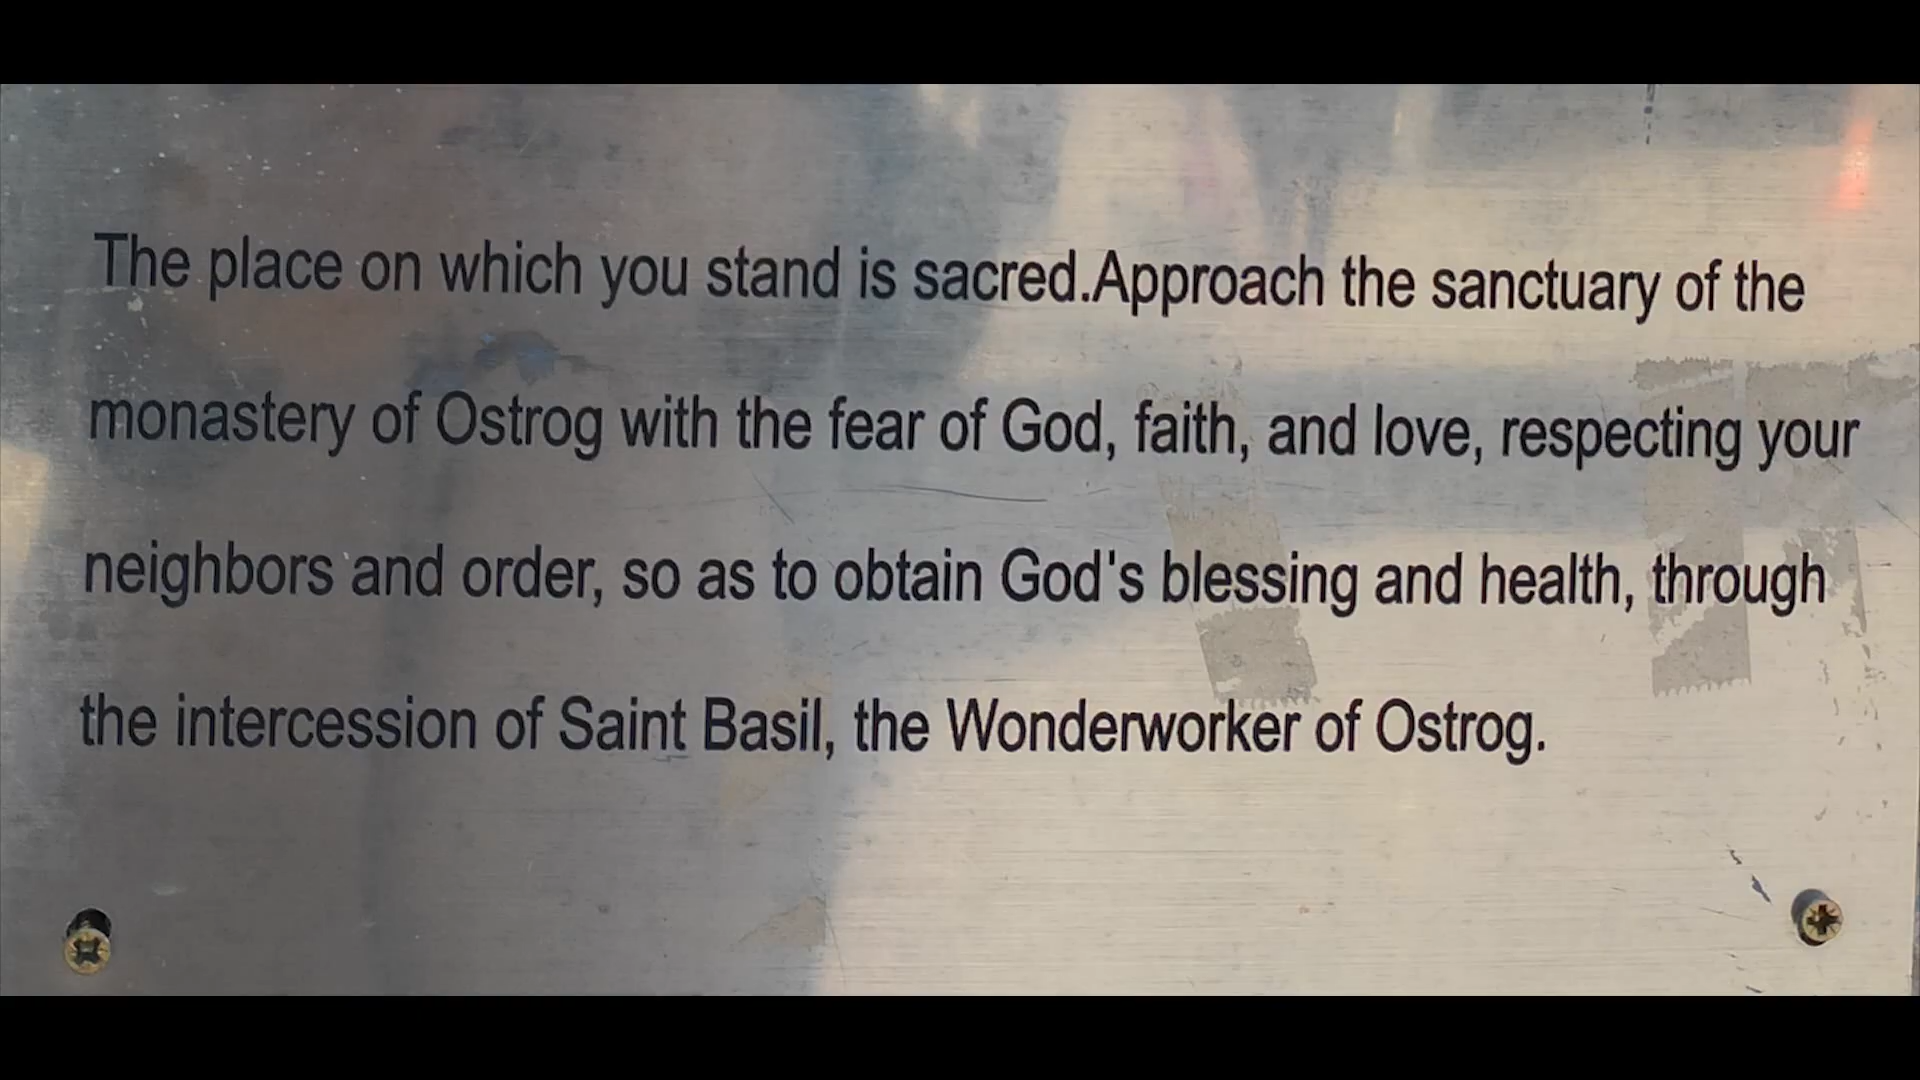 The place on which you stand is sacred.Approach the sanctuary of the
monastery of Ostrog with the fear of God, faith, and love, respecting your
neighbors and order, so as to obtain God's blessing and health, through
the intercession of Saint Basil, the Wonderworker of Ostrog.